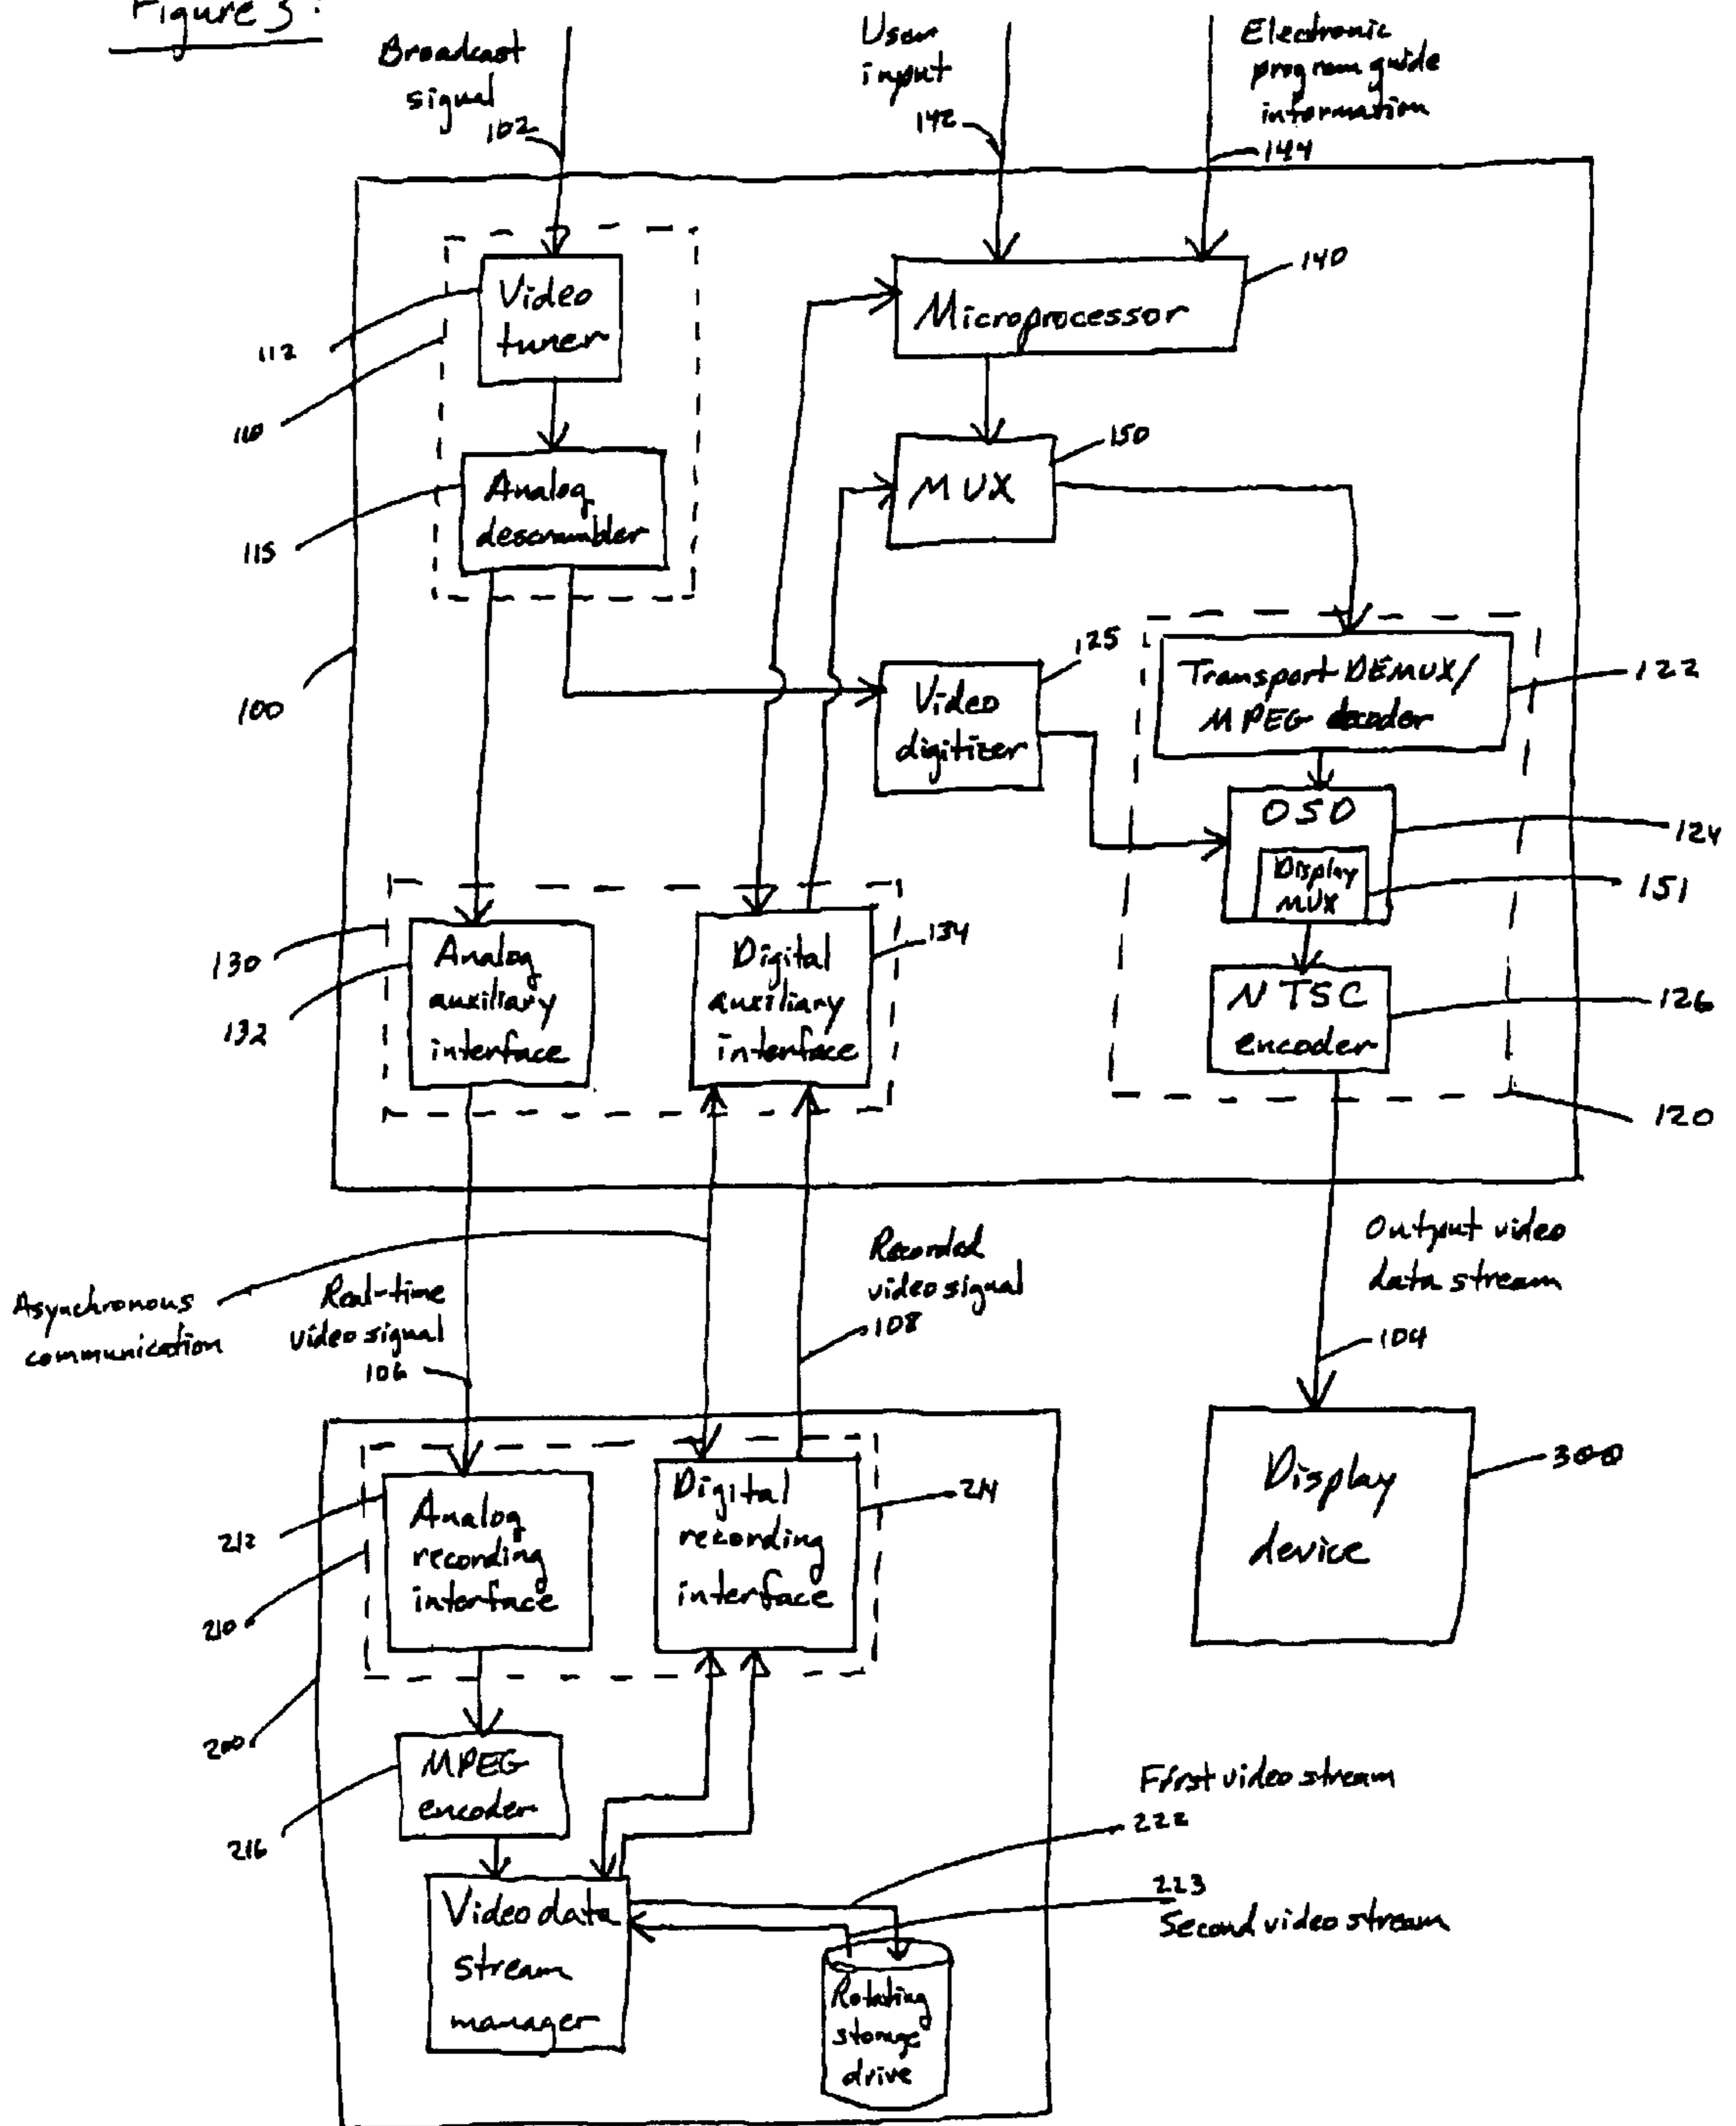 Figure 3:
Broadcast
signal
102
User
input
142
Electronic
program guide
information
144
Video
tuner
112
110
Microprocessor
140
Analog
descrambler
115
MUX
150
100
Video
digitizer
125
Transport DEMUX/
MPEG decoder
122
OSD
124
Display
MUX
151
NTSC
encoder
126
120
130
132
Analog
auxiliary
interface
Digital
auxiliary
interface
134
Asynchronous
communication
Real-time
video signal
106
Recorded
video signal
108
Output video
data stream
104
Display
device
300
212
210
Analog
recording
interface
Digital
recording
interface
214
200
MPEG
encoder
216
First video stream
222
223
Second video stream
Video data
stream
manager
Rotating
storage
drive